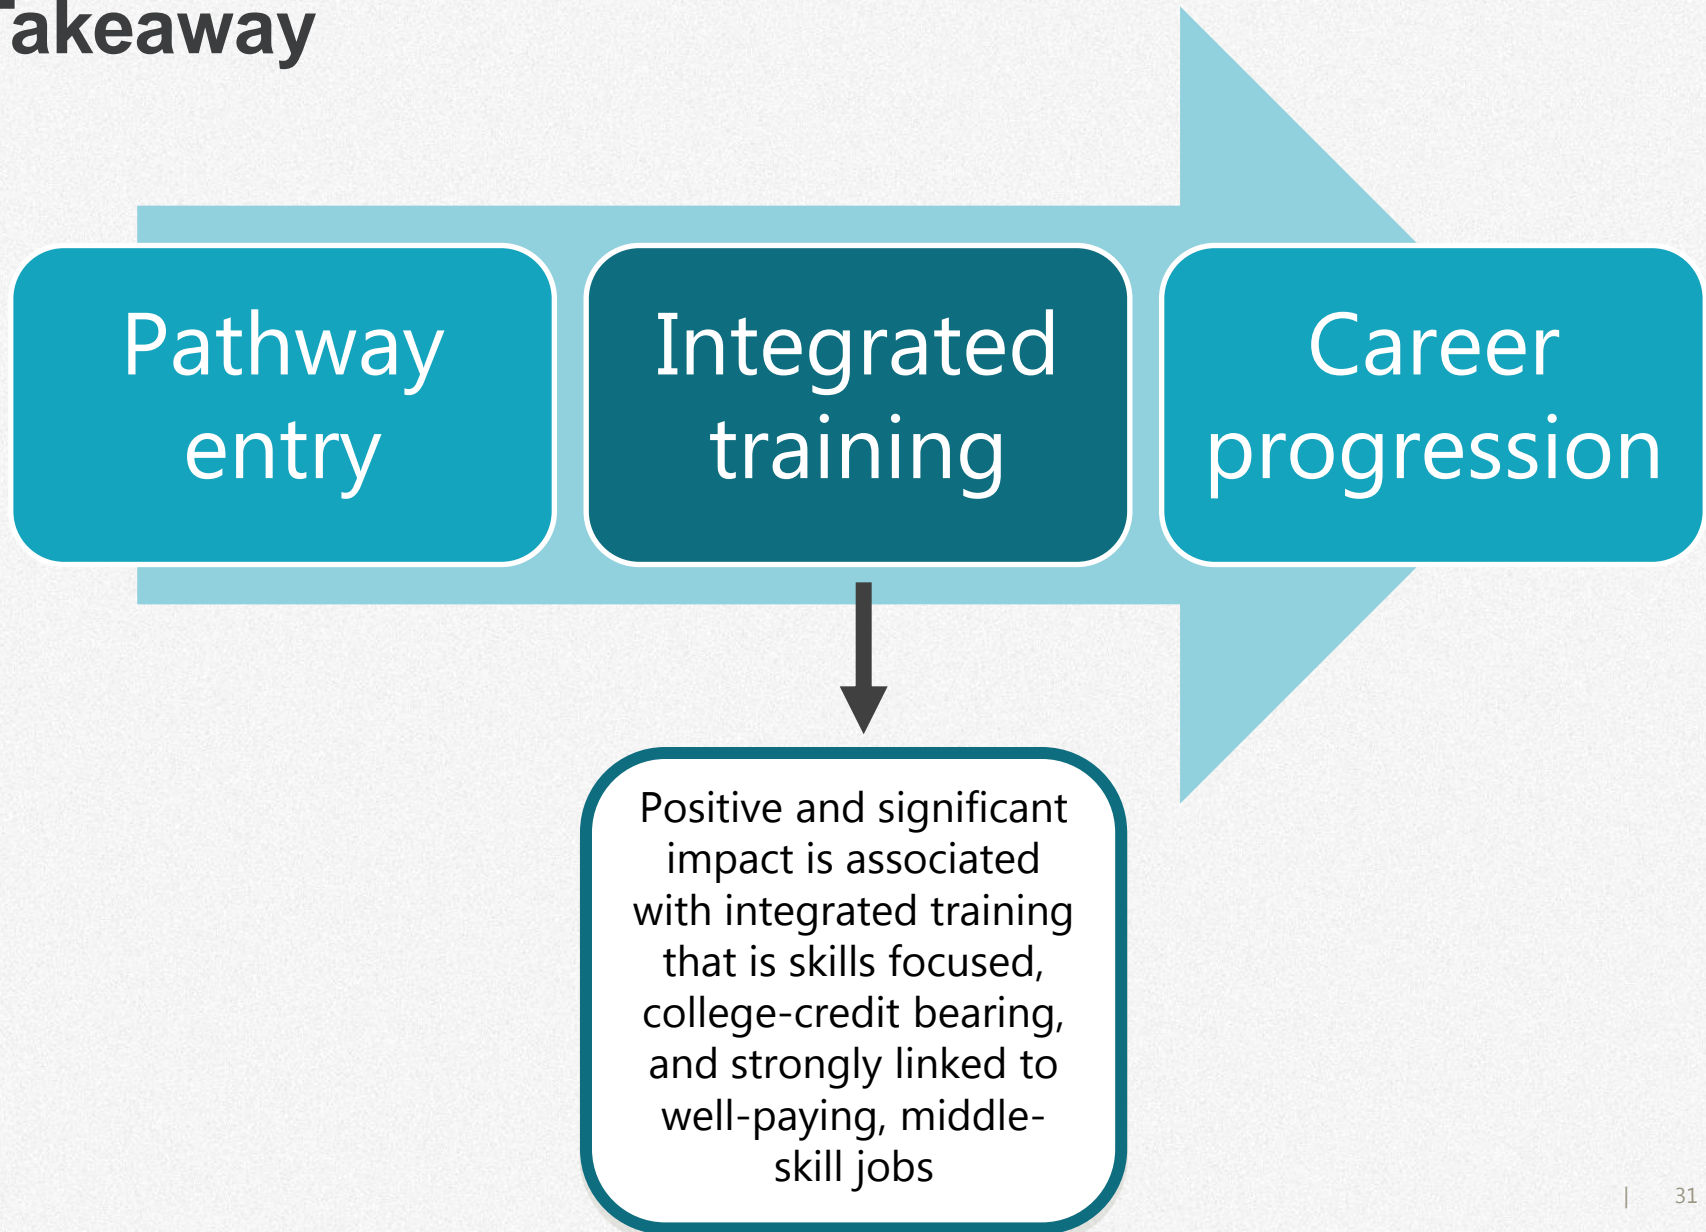 Takeaway
Pathway
entry
Integrated
training
Career
progression
Positive and significant
impact is associated
with integrated training
that is skills focused,
college-credit bearing,
and strongly linked to
well-paying, middle-
skill jobs
| 31